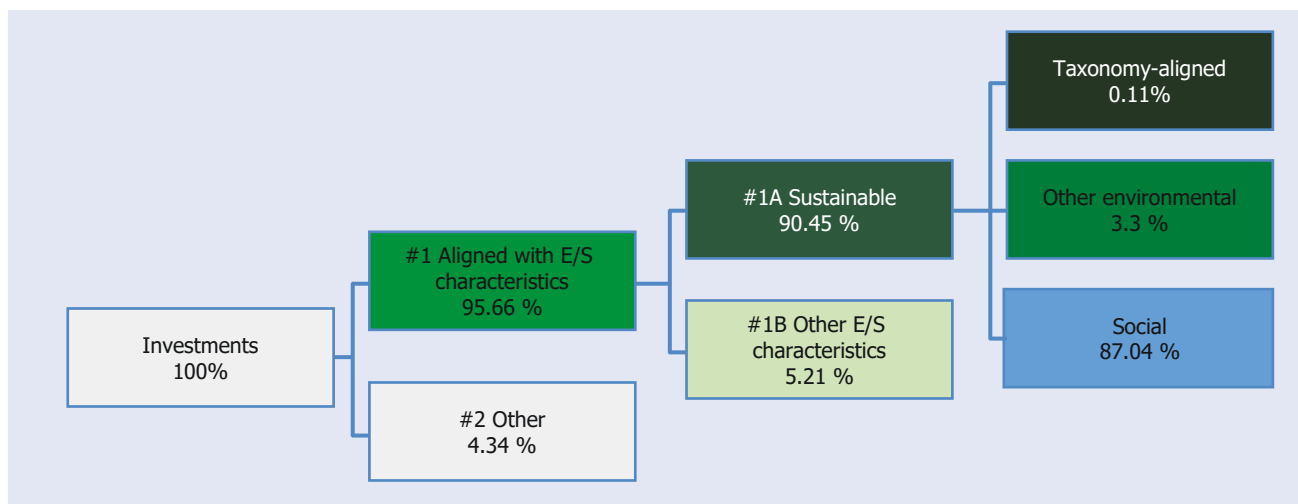 Investments
100%
#1 Aligned with E/S
characteristics
95.66 %
#2 Other
4.34 %
#1A Sustainable
90.45 %
#1B Other E/S
characteristics
5.21 %
Taxonomy-aligned
0.11%
Other environmental
3.3 %
Social
87.04 %